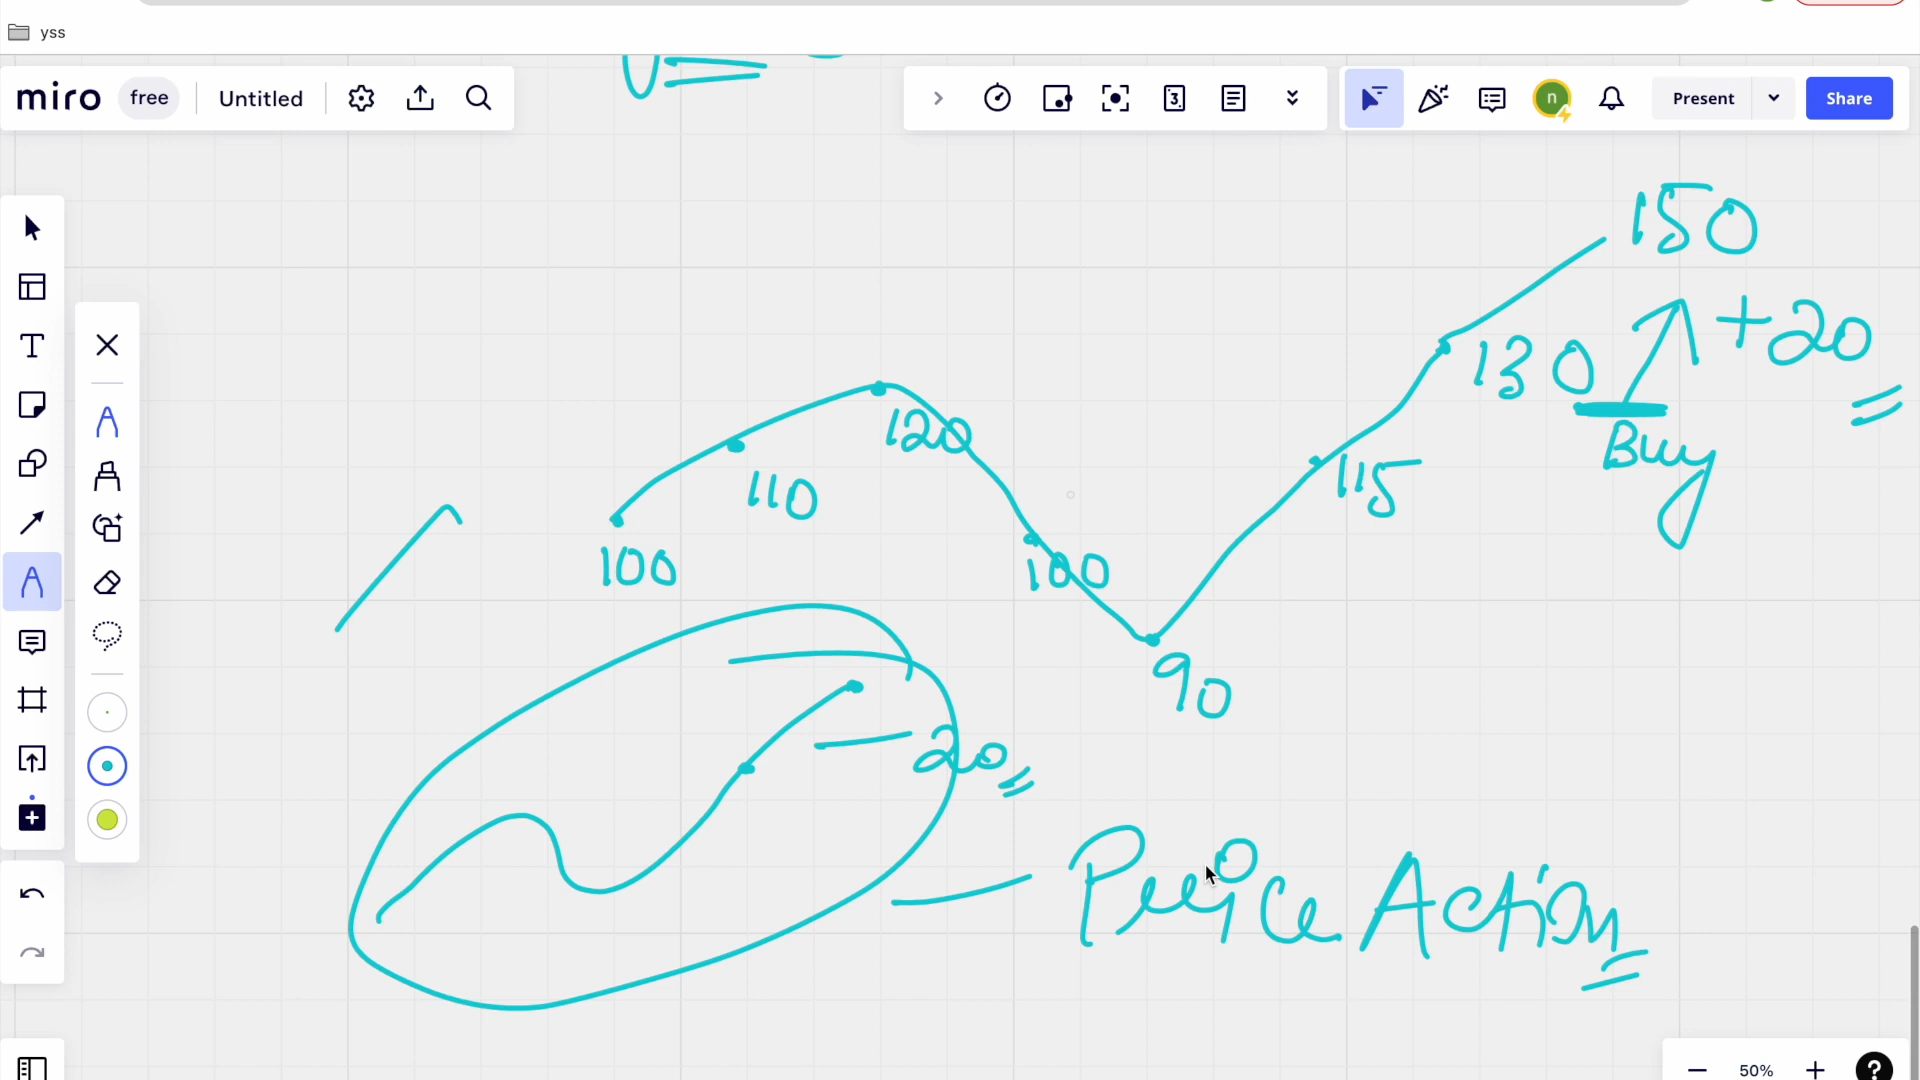 yss
miro free Untitled
3
n
Present
Share
150
+20
130
Buy
120
115
110
100
100
90
20
Price Action
50%
?